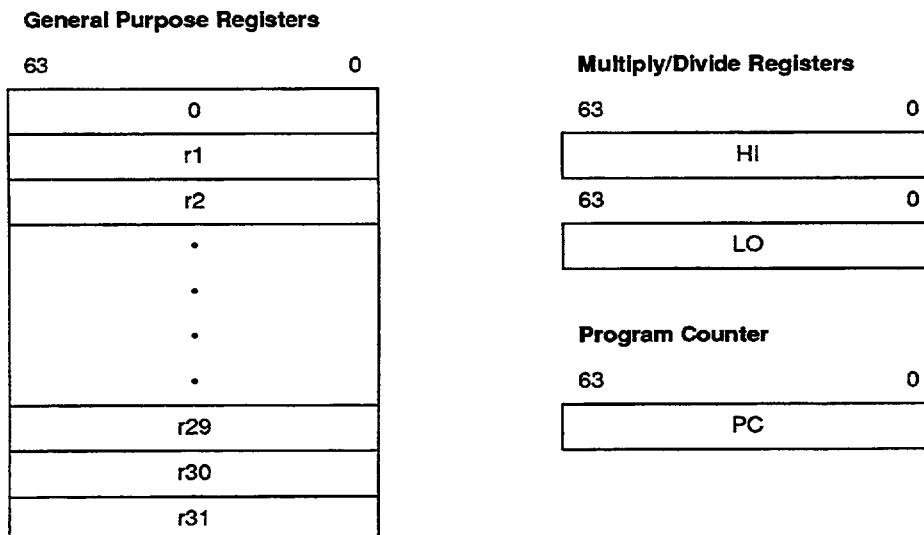 General Purpose Registers
63 0
0
r1
r2
r29
r30
r31
Multiply/Divide Registers
63 0
HI
63 0
LO
Program Counter
63 0
PC